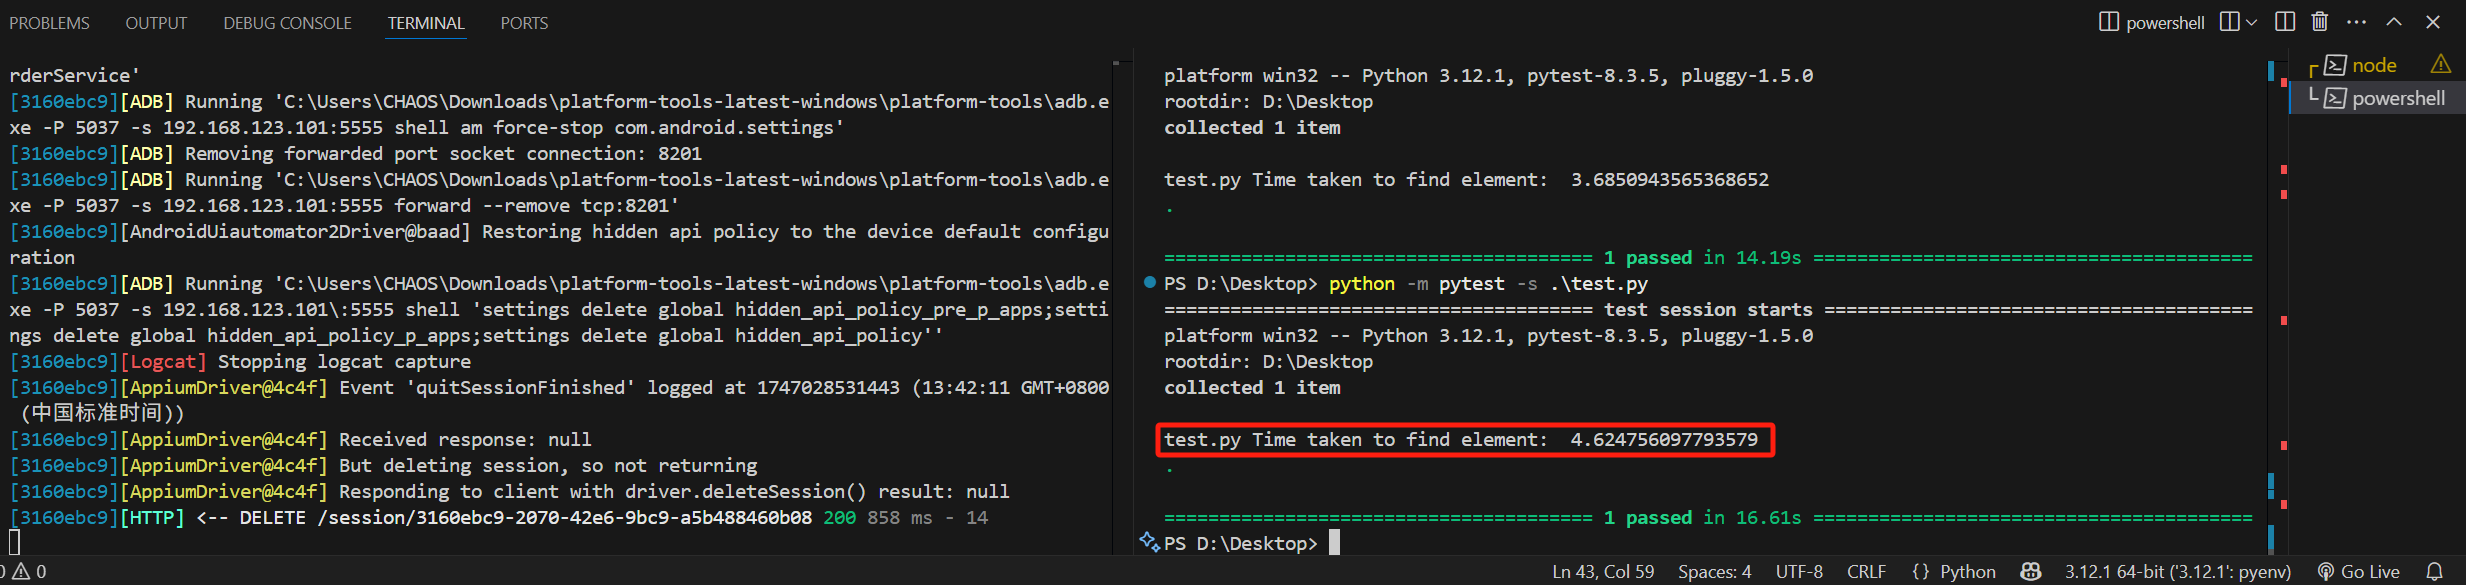 PROBLEMS OUTPUT DEBUG CONSOLE TERMINAL PORTS
powershell
rderService'
[3160ebc9][ADB] Running 'C:\Users\CHAOS\Downloads\platform-tools-latest-windows\platform-tools\adb.e
xe -P 5037 -s 192.168.123.101:5555 shell am force-stop com.android.settings'
[3160ebc9][ADB] Removing forwarded port socket connection: 8201
[3160ebc9][ADB] Running 'C:\Users\CHAOS\Downloads\platform-tools-latest-windows\platform-tools\adb.e
xe -P 5037 -s 192.168.123.101:5555 forward --remove tcp:8201'
[3160ebc9][AndroidUiautomator2Driver@baad] Restoring hidden api policy to the device default configu
ration
[3160ebc9][ADB] Running 'C:\Users\CHAOS\Downloads\platform-tools-latest-windows\platform-tools\adb.e
xe -P 5037 -s 192.168.123.101\:5555 shell 'settings delete global hidden_api_policy_pre_p_apps;setti
ngs delete global hidden_api_policy_p_apps;settings delete global hidden_api_policy''
[3160ebc9][Logcat] Stopping logcat capture
[3160ebc9][AppiumDriver@4c4f] Event 'quitSessionFinished' logged at 1747028531443 (13:42:11 GMT+0800
(中国标准时间))
[3160ebc9][AppiumDriver@4c4f] Received response: null
[3160ebc9][AppiumDriver@4c4f] But deleting session, so not returning
[3160ebc9][AppiumDriver@4c4f] Responding to client with driver.deleteSession() result: null
[3160ebc9][HTTP] <-- DELETE /session/3160ebc9-2070-42e6-9bc9-a5b488460b08 200 858 ms - 14
platform win32 -- Python 3.12.1, pytest-8.3.5, pluggy-1.5.0
rootdir: D:\Desktop
collected 1 item
test.py Time taken to find element:  3.6850943565368652
.
======================================= 1 passed in 14.19s ========================================
PS D:\Desktop> python -m pytest -s .\test.py
======================================= test session starts =======================================
platform win32 -- Python 3.12.1, pytest-8.3.5, pluggy-1.5.0
rootdir: D:\Desktop
collected 1 item
test.py Time taken to find element:  4.624756097793579
.
======================================= 1 passed in 16.61s ========================================
PS D:\Desktop>
node
powershell
0 0
Ln 43, Col 59 Spaces: 4 UTF-8 CRLF {} Python 3.12.1 64-bit ('3.12.1': pyenv) Go Live